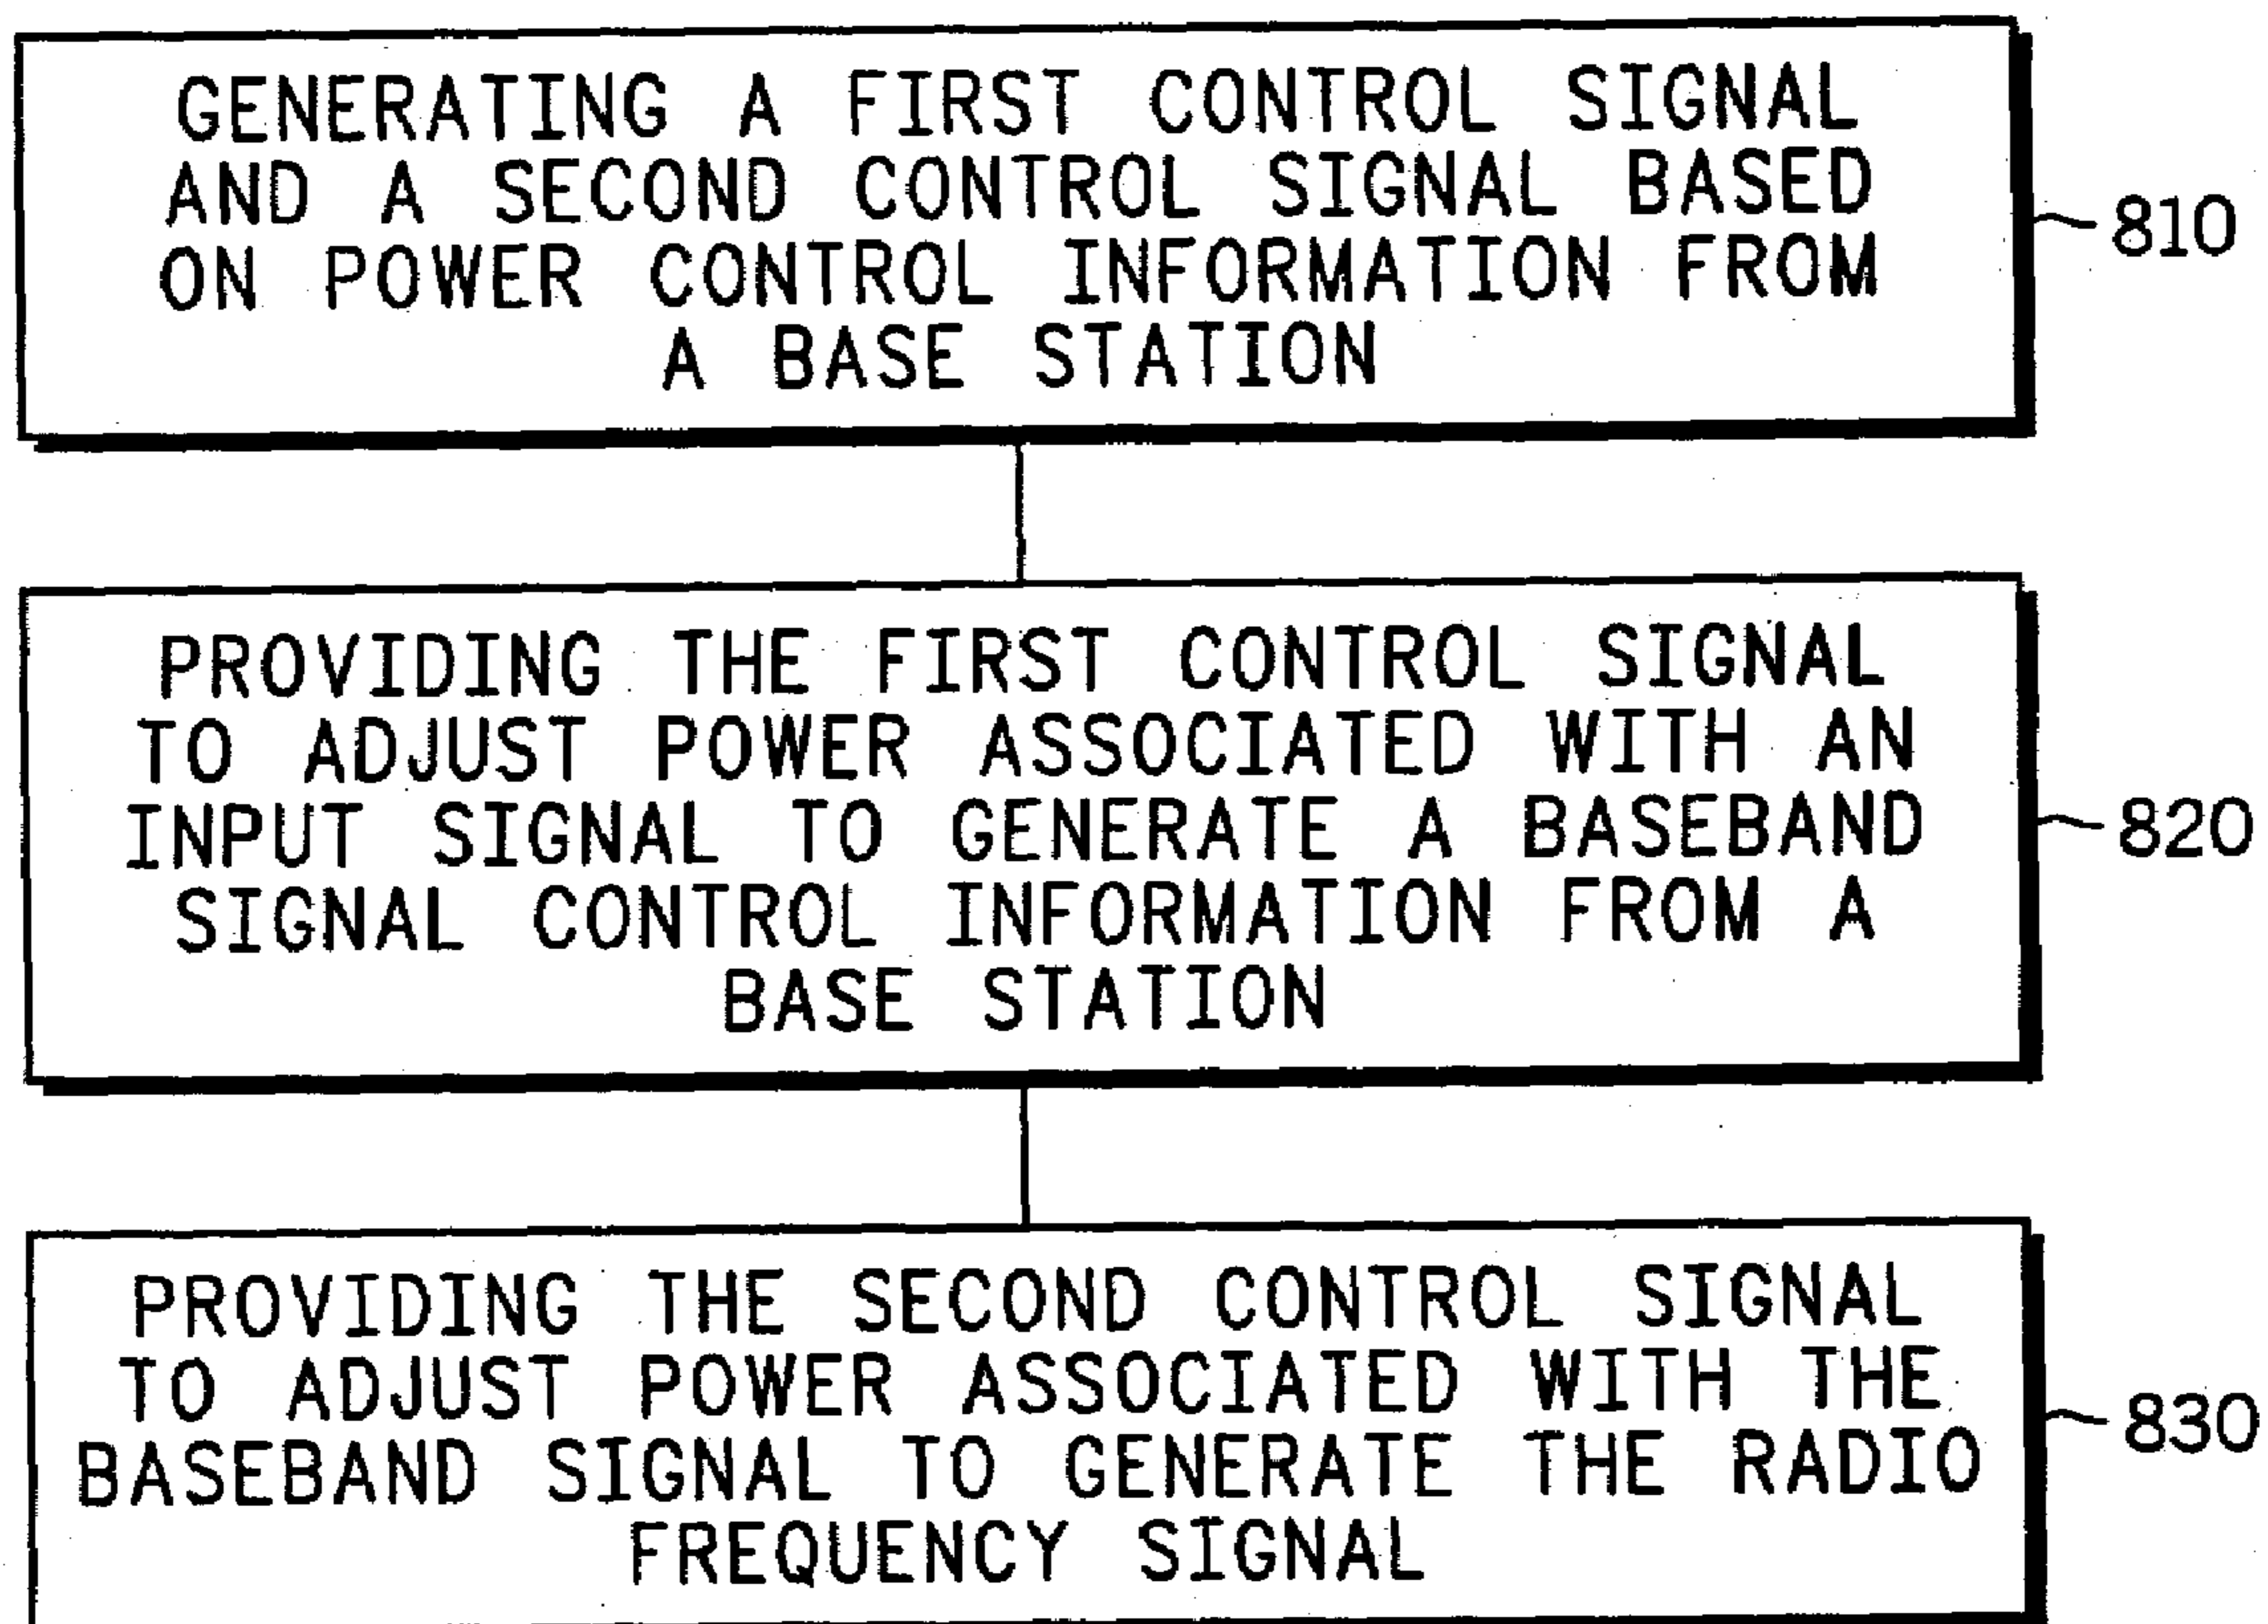 GENERATING A FIRST CONTROL SIGNAL
AND A SECOND CONTROL SIGNAL BASED
ON POWER CONTROL INFORMATION FROM
A BASE STATION
810
PROVIDING THE FIRST CONTROL SIGNAL
TO ADJUST POWER ASSOCIATED WITH AN
INPUT SIGNAL TO GENERATE A BASEBAND
SIGNAL CONTROL INFORMATION FROM A
BASE STATION
820
PROVIDING THE SECOND CONTROL SIGNAL
TO ADJUST POWER ASSOCIATED WITH THE
BASEBAND SIGNAL TO GENERATE THE RADIO
FREQUENCY SIGNAL
830